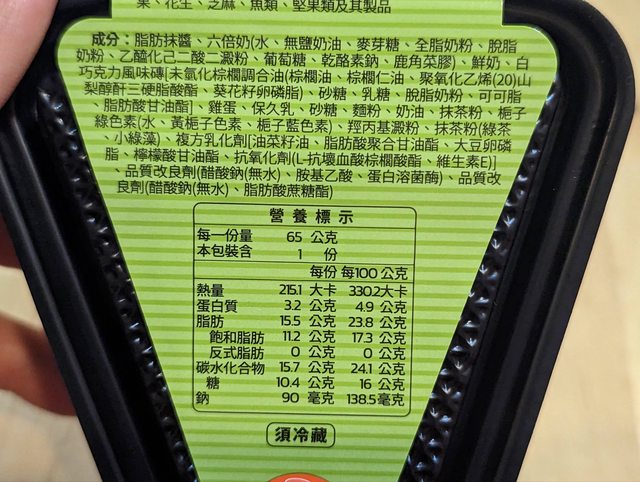 果、花生、芝麻、魚類、堅果類及其製品
成分：脂肪抹醬、六倍奶(水、無鹽奶油、麥芽糖、全脂奶粉、脫脂
奶粉、乙醯化己二酸二澱粉、葡萄糖、乾酪素鈉、鹿角菜膠)、鮮奶、白
巧克力風味磚[未氫化棕櫚調合油(棕櫚油、棕櫚仁油、聚氧化乙烯(20)山
梨醇酐三硬脂酸酯、葵花籽卵磷脂)、砂糖、乳糖、脫脂奶粉、可可脂
、脂肪酸甘油酯]、雞蛋、保久乳、砂糖、麵粉、奶油、抹茶粉、梔子
綠色素(水、黃梔子色素、梔子藍色素)、羥丙基澱粉、抹茶粉(綠茶
、小綠藻)、複方乳化劑[油菜籽油、脂肪酸聚合甘油酯、大豆卵磷
脂、檸檬酸甘油酯、抗氧化劑(L-抗壞血酸棕櫚酸酯、維生素E)]
、品質改良劑(醋酸鈉(無水)、胺基乙酸、蛋白溶菌酶)、品質改
良劑(醋酸鈉(無水)、脂肪酸蔗糖酯)
營養標示
每一份量 65 公克
本包裝含 1 份
每份 每100公克
熱量 215.1 大卡 330.2大卡
蛋白質 3.2 公克 4.9 公克
脂肪 15.5 公克 23.8 公克
飽和脂肪 11.2 公克 17.3 公克
反式脂肪 0 公克 0 公克
碳水化合物 15.7 公克 24.1 公克
糖 10.4 公克 16 公克
鈉 90 毫克 138.5毫克
須冷藏